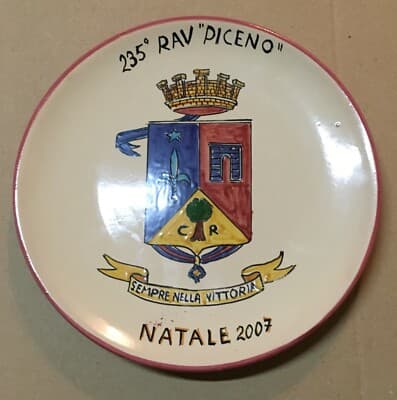 235° RAV "PICENO"
C R
SEMPRE NELLA VITTORIA
NATALE 2007